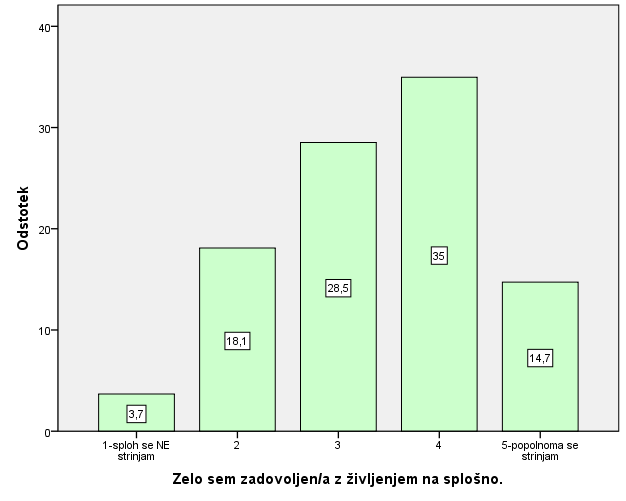 Odstotek
40
30
20
10
0
3,7
18,1
28,5
35
14,7
1-sploh se NE
strinjam
2
3
4
5-popolnoma se
strinjam
Zelo sem zadovoljen/a z življenjem na splošno.